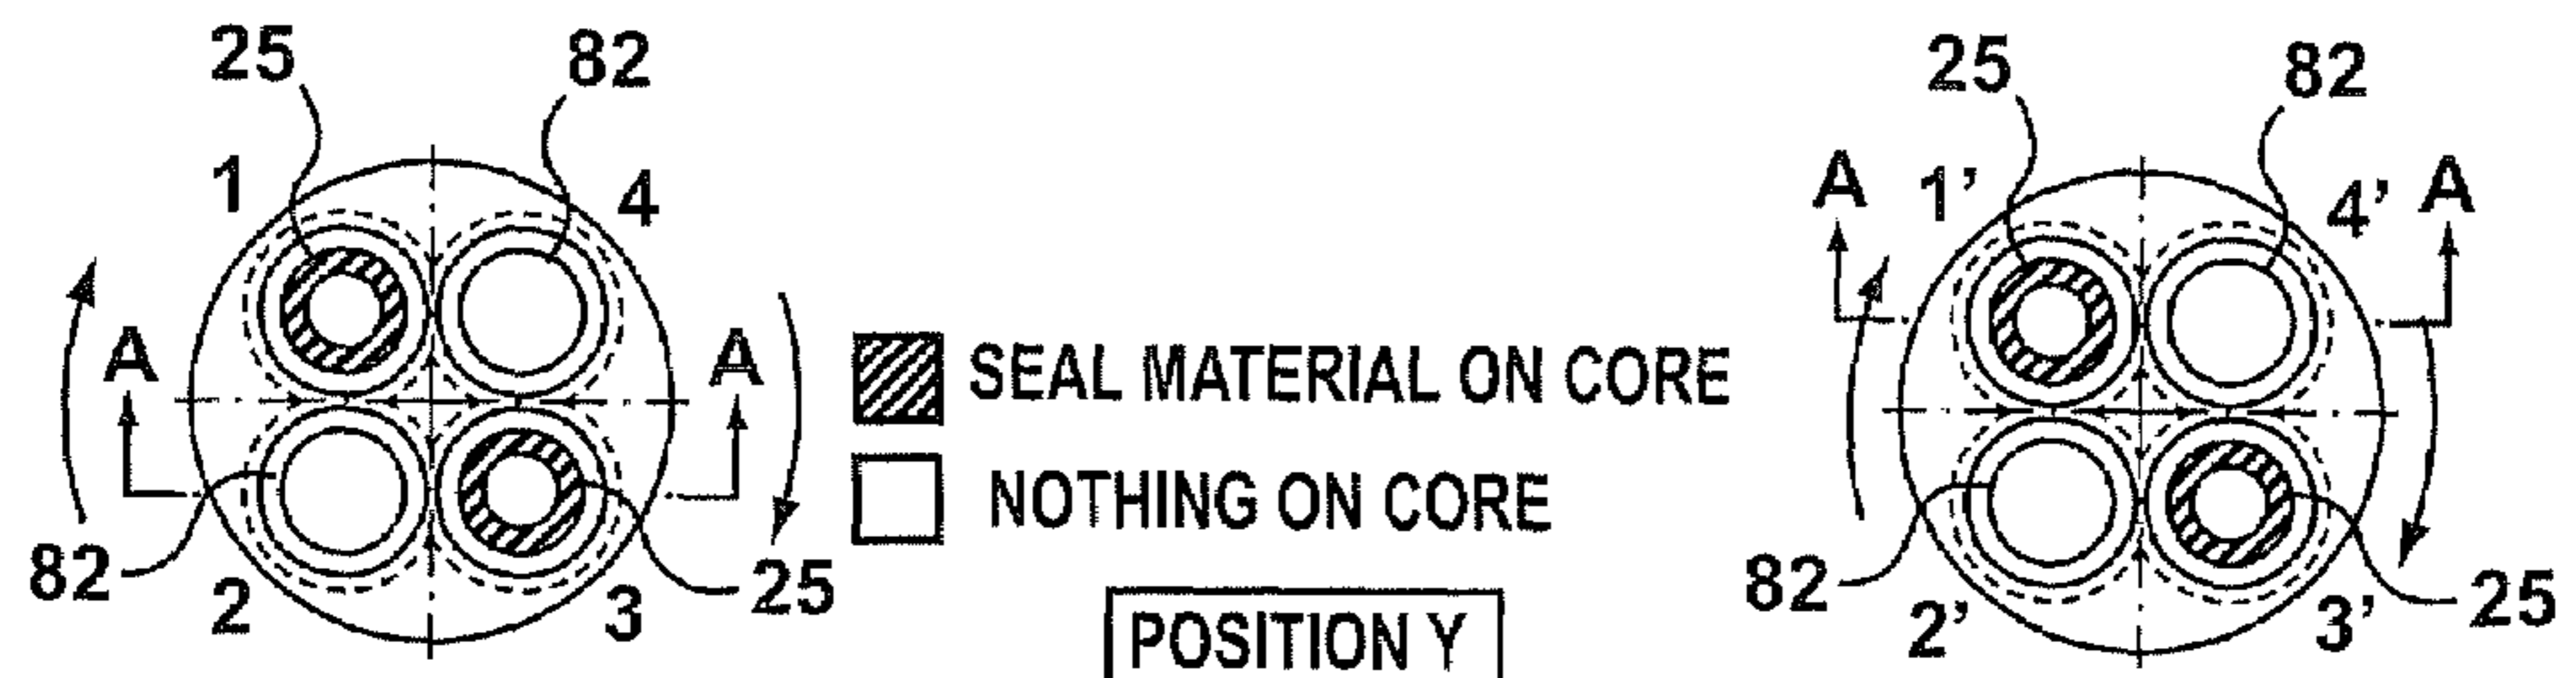 25
82
25
82
1
4
A
1'
4'
A
A
A
SEAL MATERIAL ON CORE
NOTHING ON CORE
82
2
3
25
82
2'
3'
25
POSITION Y